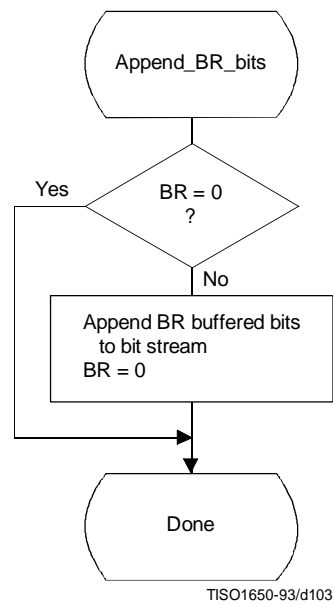 Append_BR_bits
Yes
BR = 0
?
No
Append BR buffered bits
to bit stream
BR = 0
Done
TISO1650-93/d103